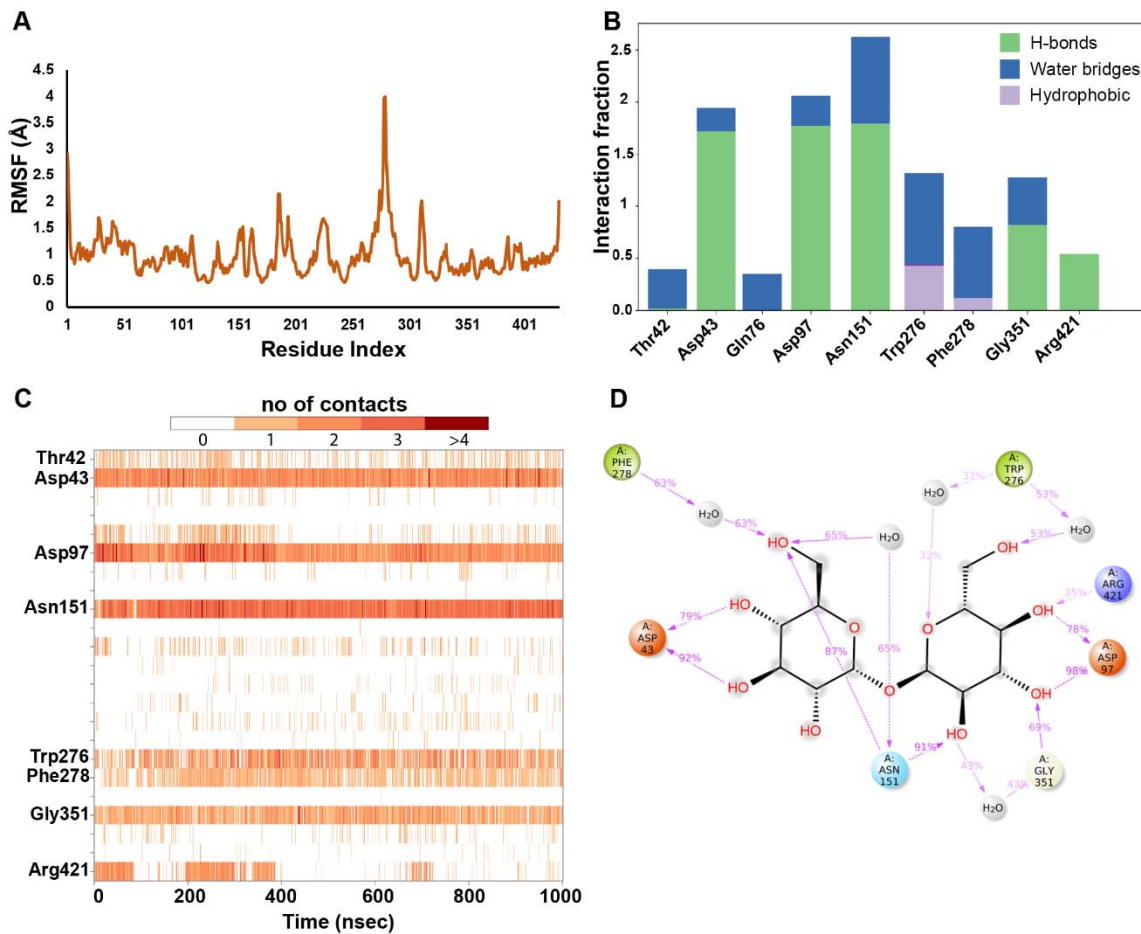 A
4.5
4
3.5
3
2.5
2
1.5
1
0.5
0
RMSF (Å)
1 51 101 151 201 251 301 351 401
Residue Index
B
2.5
2
1.5
1.0
0.5
0.0
Interaction fraction
H-bonds
Water bridges
Hydrophobic
Thr42 Asp43 Gln76 Asp97 Asn151 Trp276 Phe278 Gly351 Arg421
C
no of contacts
0 1 2 3 >4
Thr42
Asp43
Asp97
Asn151
Trp276
Phe278
Gly351
Arg421
0 200 400 600 800 1000
Time (nsec)
D
A:
PHE
278
63%
H₂O
63%
HO
65%
H₂O
H₂O
32%
A:
TRP
276
53%
H₂O
53%
OH
32%
A:
ARG
421
35%
OH
78%
A:
ASP
97
98%
OH
69%
A:
GLY
351
43%
H₂O
43%
HO
91%
A:
ASN
151
65%
87%
O
O
O
HO
79%
A:
ASP
43
92%
HO
HO